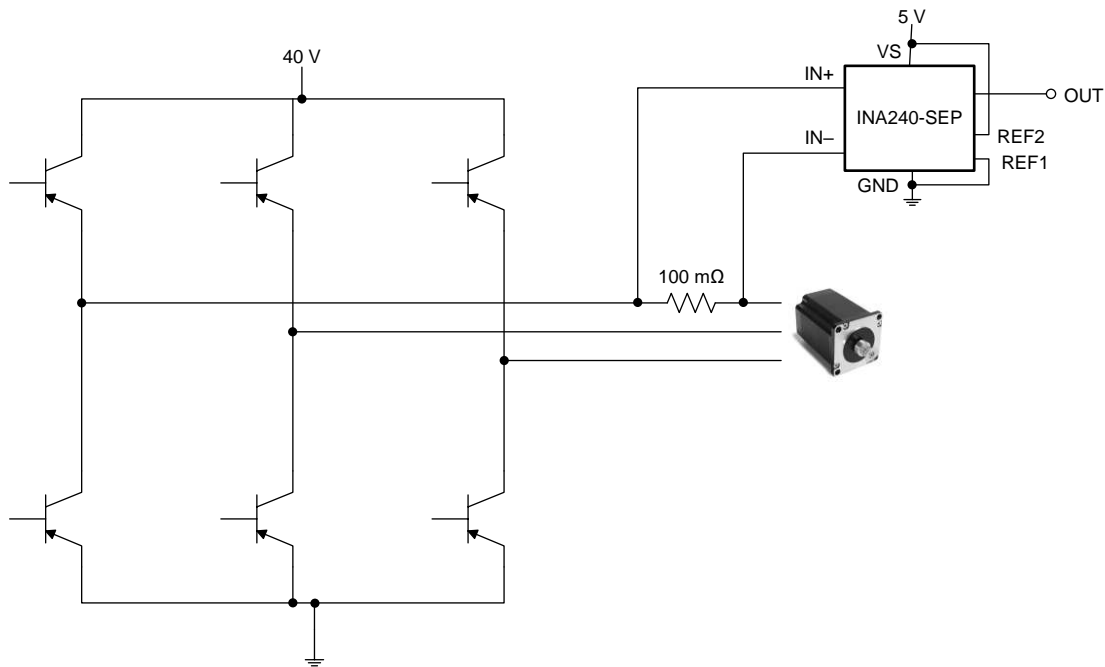 5 V
40 V
VS
IN+
INA240-SEP
OUT
IN–
REF2
REF1
GND
100 mΩ